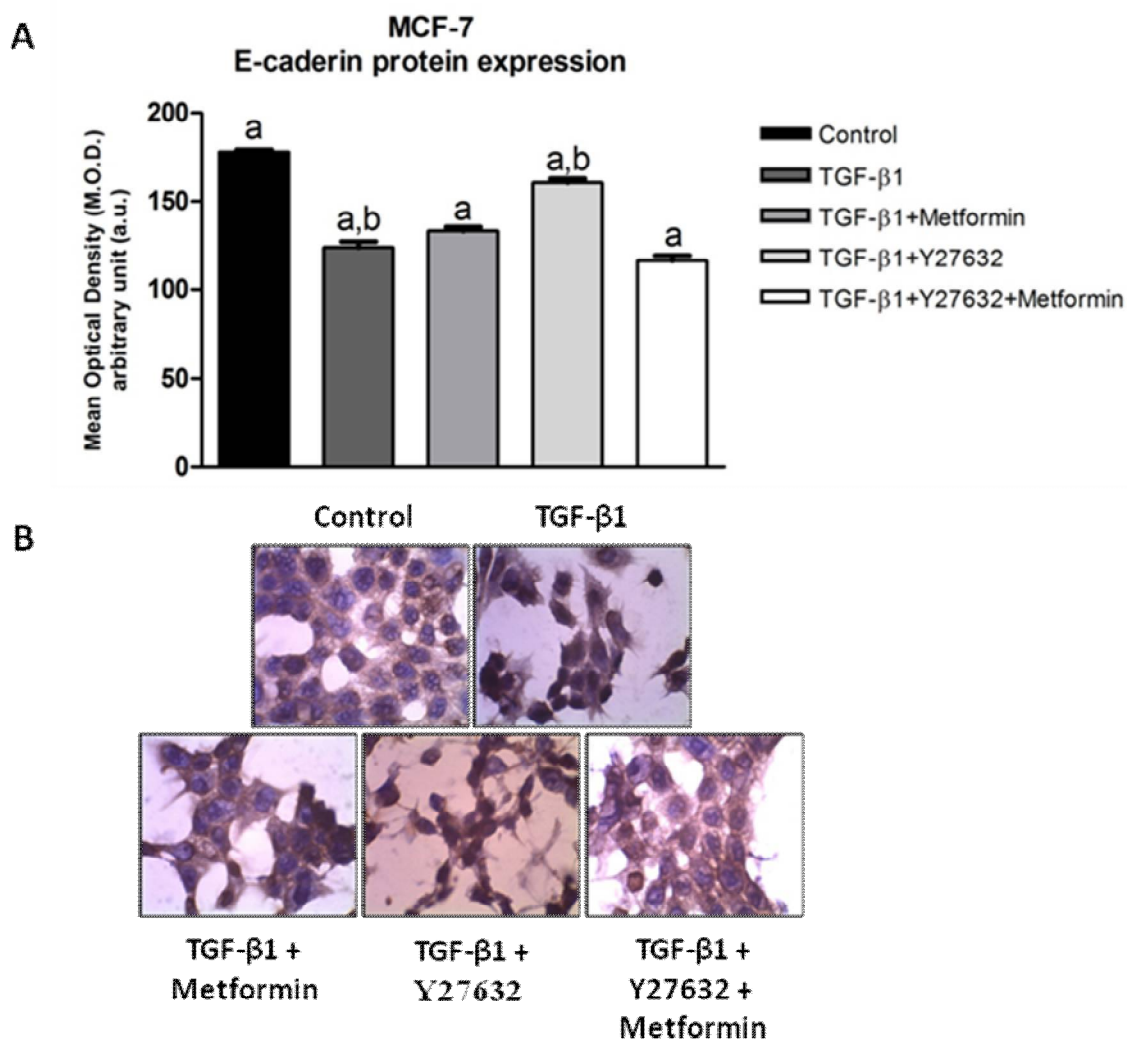 A
MCF-7
E-caderin protein expression
Mean Optical Density (M.O.D.)
arbitrary unit (a.u.)
200
150
100
50
0
a
a,b
a
a,b
a
Control
TGF-β1
TGF-β1+Metformin
TGF-β1+Y27632
TGF-β1+Y27632+Metformin
B
Control
TGF-β1
TGF-β1 +
Metformin
TGF-β1 +
Y27632
TGF-β1 +
Y27632 +
Metformin